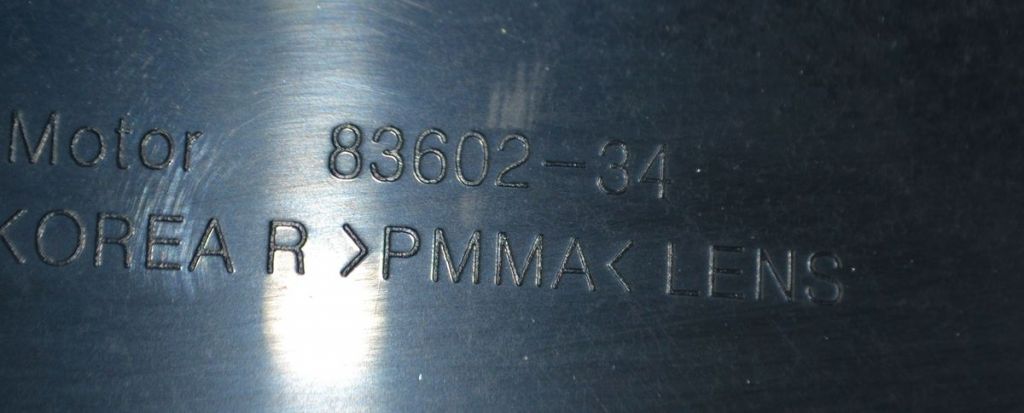 Motor 83602-34
KOREA R >PMMA< LENS